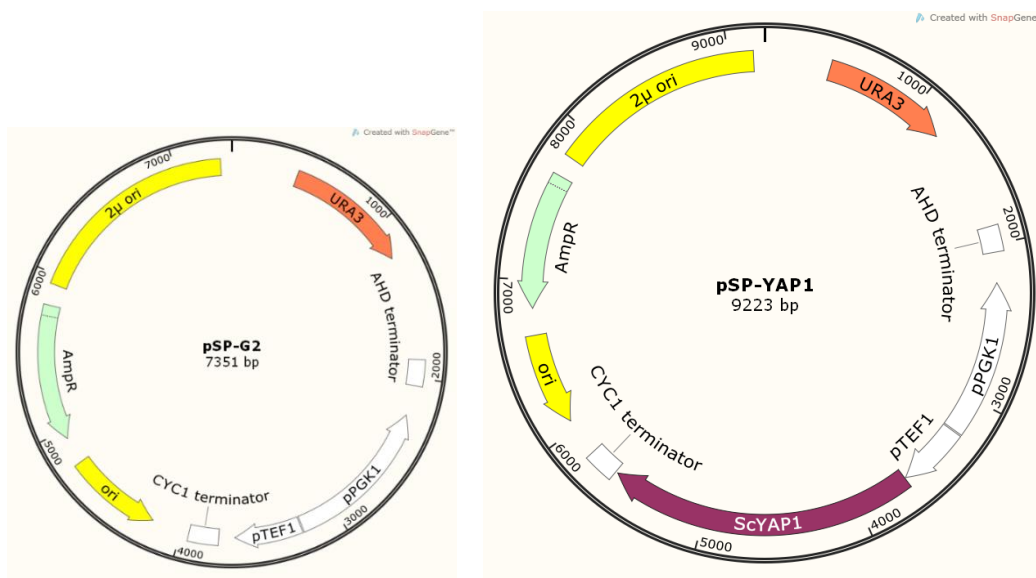 Created with SnapGene™
7000
2μ ori
URA3
1000
6000
AHD terminator
pSP-G2
7351 bp
AmpR
2000
5000
ori
CYC1 terminator
pTEF1
pPGK1
3000
4000
Created with SnapGene
9000
2μ ori
URA3
1000
8000
AHD terminator
2000
AmpR
7000
pSP-YAP1
9223 bp
ori
CYC1 terminator
pTEF1
pPGK1
3000
6000
ScYAP1
5000
4000